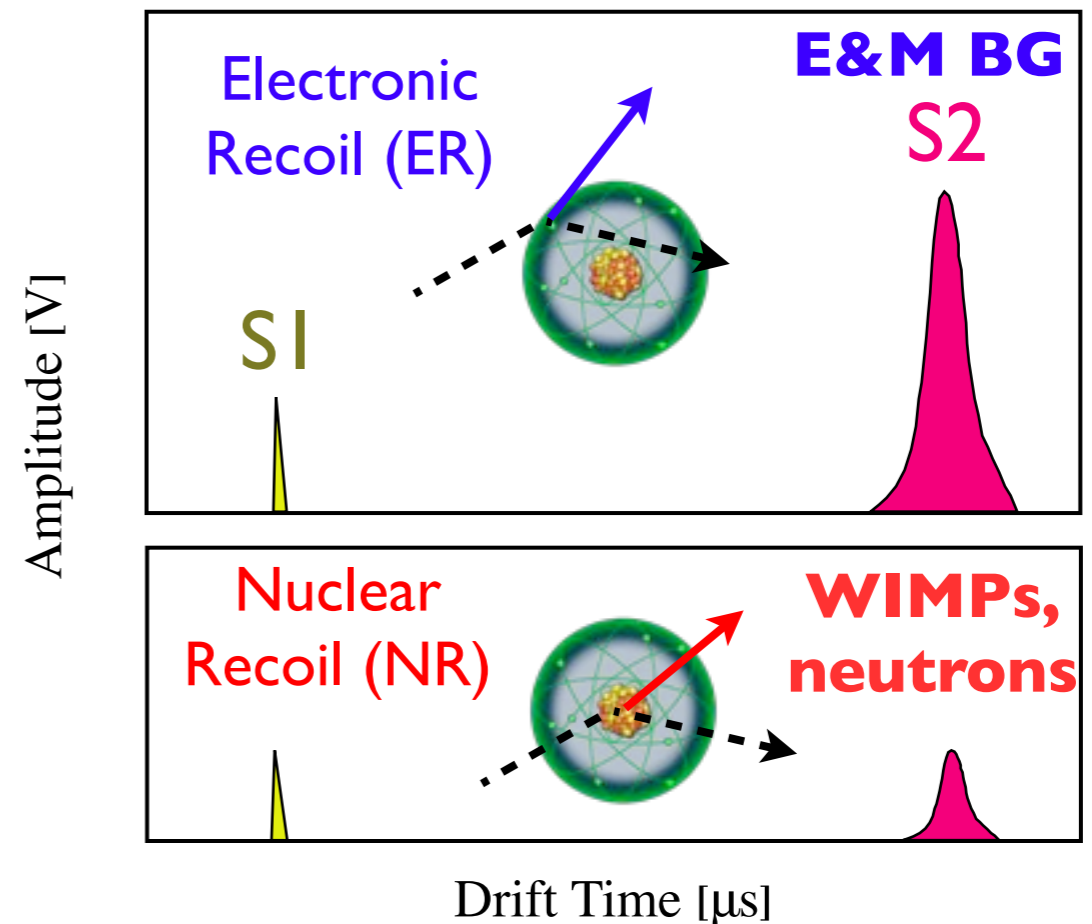 Amplitude [V]
Electronic
Recoil (ER)
E&M BG
S2
S1
Nuclear
Recoil (NR)
WIMPs,
neutrons
Drift Time [μs]